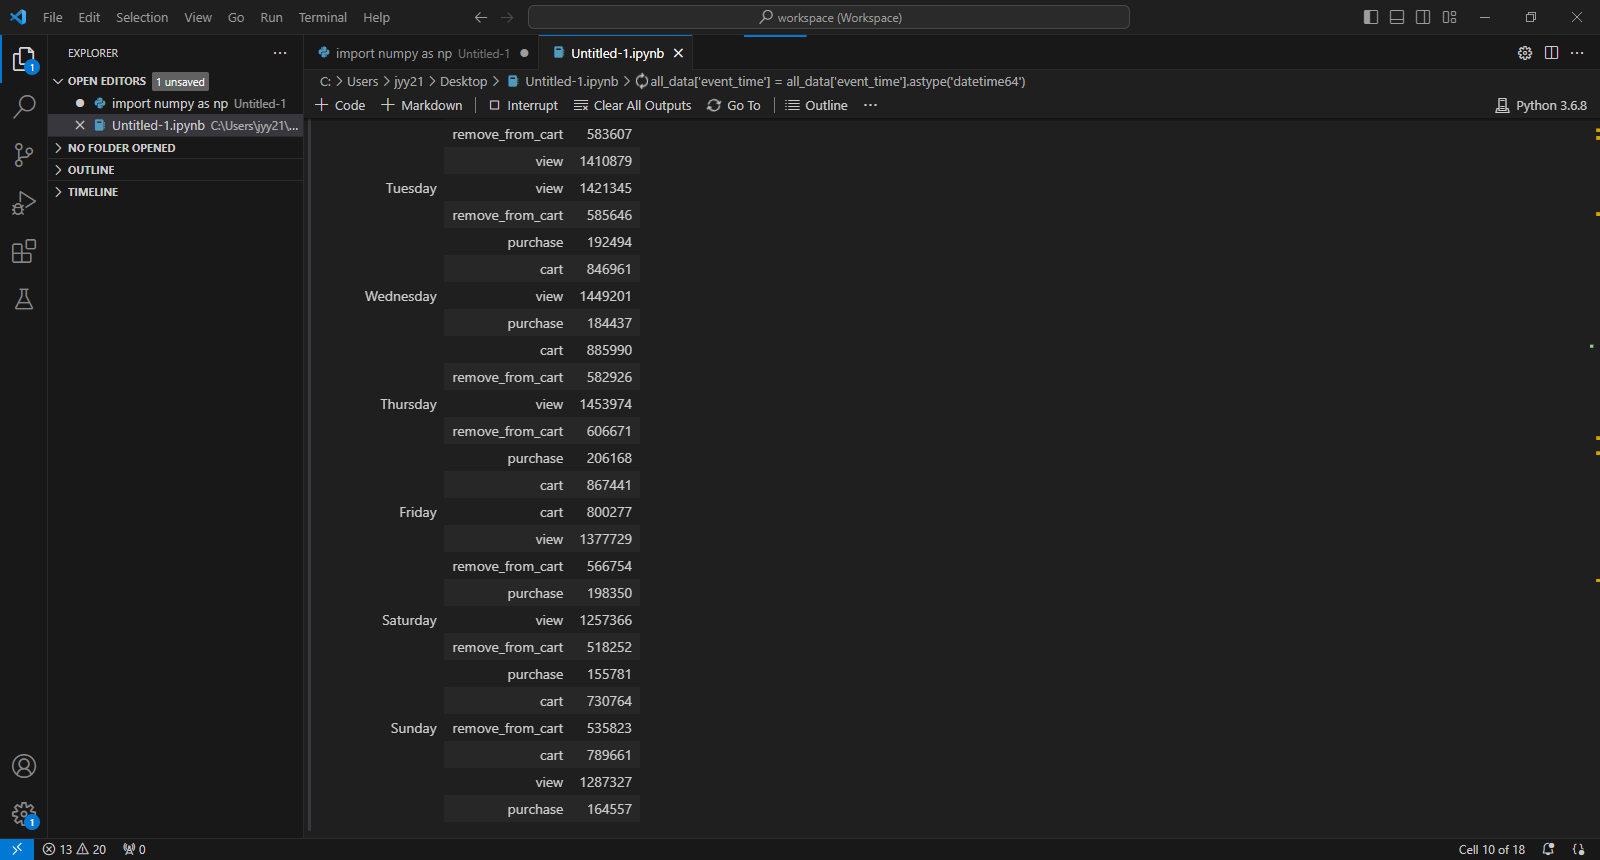 File Edit Selection View Go Run Terminal Help
workspace (Workspace)
EXPLORER
OPEN EDITORS 1 unsaved
import numpy as np Untitled-1
Untitled-1.ipynb C:\Users\jyy21\...
NO FOLDER OPENED
OUTLINE
TIMELINE
import numpy as np Untitled-1
Untitled-1.ipynb
C: > Users > jyy21 > Desktop > Untitled-1.ipynb > all_data['event_time'] = all_data['event_time'].astype('datetime64')
Code Markdown Interrupt Clear All Outputs Go To Outline
Python 3.6.8
remove_from_cart 583607
view 1410879
Tuesday view 1421345
remove_from_cart 585646
purchase 192494
cart 846961
Wednesday view 1449201
purchase 184437
cart 885990
remove_from_cart 582926
Thursday view 1453974
remove_from_cart 606671
purchase 206168
cart 867441
Friday cart 800277
view 1377729
remove_from_cart 566754
purchase 198350
Saturday view 1257366
remove_from_cart 518252
purchase 155781
cart 730764
Sunday remove_from_cart 535823
cart 789661
view 1287327
purchase 164557
1
1
13 20 0
Cell 10 of 18